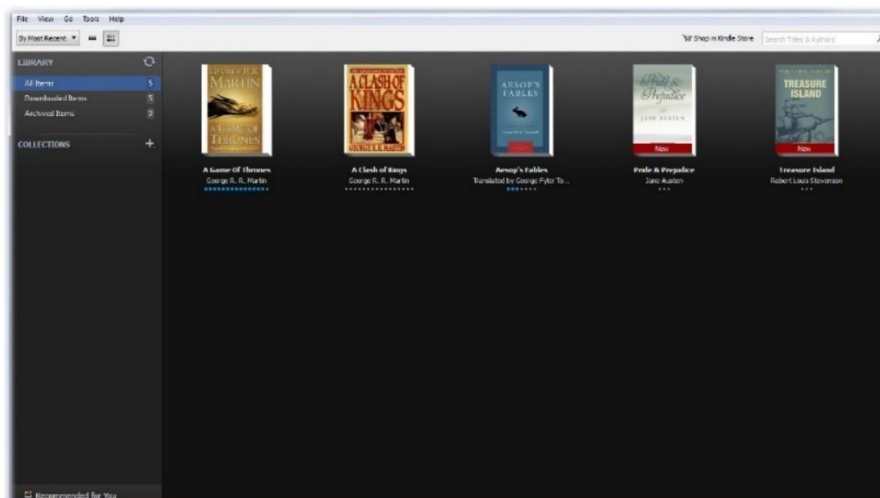 File View Go Tools Help
By Most Recent
Shop in Kindle Store
Search Titles & Authors
LIBRARY
All Items 5
Downloaded Items 5
Archived Items 0
COLLECTIONS +
GEORGE R.R.
MARTIN
A GAME OF
THRONES
A CLASH OF
KINGS
GEORGE R. R. MARTIN
AESOP'S
FABLES
Pride &
Prejudice
JANE AUSTEN
New
TREASURE
ISLAND
New
A Game Of Thrones
George R. R. Martin
A Clash of Kings
George R. R. Martin
Aesop's Fables
Translated by George Fyler To...
Pride & Prejudice
Jane Austen
Treasure Island
Robert Louis Stevenson
Recommended for You